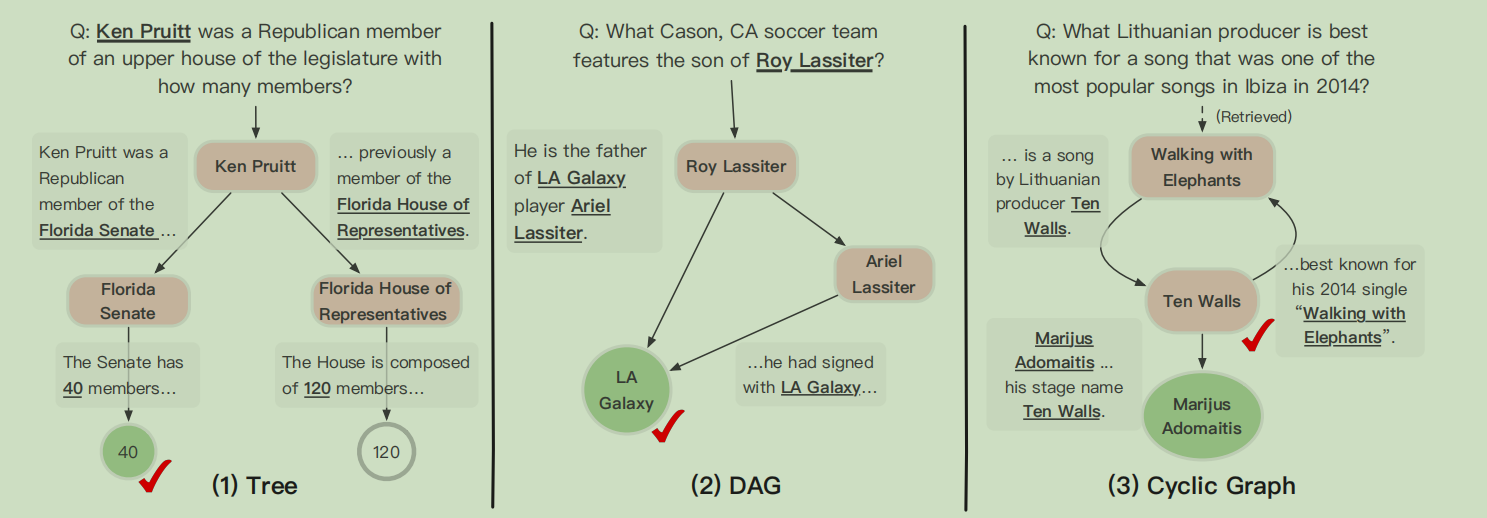 Q: Ken Pruitt was a Republican member
of an upper house of the legislature with
how many members?
Ken Pruitt was a
Republican
member of the
Florida Senate ...
Ken Pruitt
... previously a
member of the
Florida House of
Representatives.
Florida
Senate
Florida House of
Representatives
The Senate has
40 members...
The House is composed
of 120 members...
40
120
(1) Tree
Q: What Cason, CA soccer team
features the son of Roy Lassiter?
He is the father
of LA Galaxy
player Ariel
Lassiter.
Roy Lassiter
Ariel
Lassiter
LA
Galaxy
...he had signed
with LA Galaxy...
(2) DAG
Q: What Lithuanian producer is best
known for a song that was one of the
most popular songs in Ibiza in 2014?
(Retrieved)
... is a song
by Lithuanian
producer Ten
Walls.
Walking with
Elephants
Ten Walls
...best known for
his 2014 single
“Walking with
Elephants”.
Marijus
Adomaitis ...
his stage name
Ten Walls.
Marijus
Adomaitis
(3) Cyclic Graph